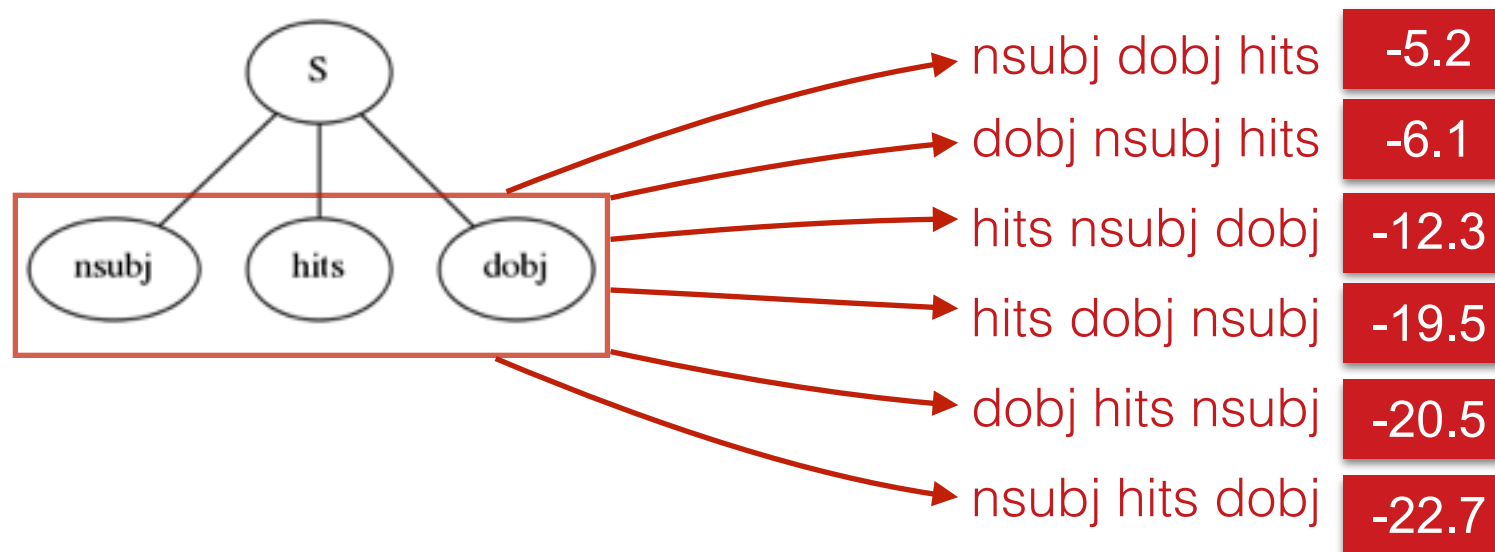 S
nsubj hits dobj
nsubj dobj hits -5.2
dobj nsubj hits -6.1
hits nsubj dobj -12.3
hits dobj nsubj -19.5
dobj hits nsubj -20.5
nsubj hits dobj -22.7